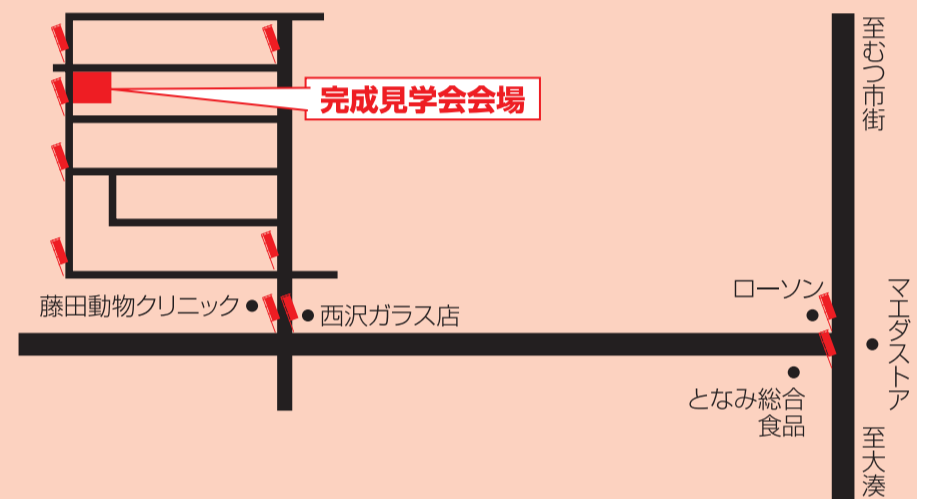 至むつ市街
完成見学会会場
ローソン
マエダストア
藤田動物クリニック
西沢ガラス店
となみ総合
食品
至大湊